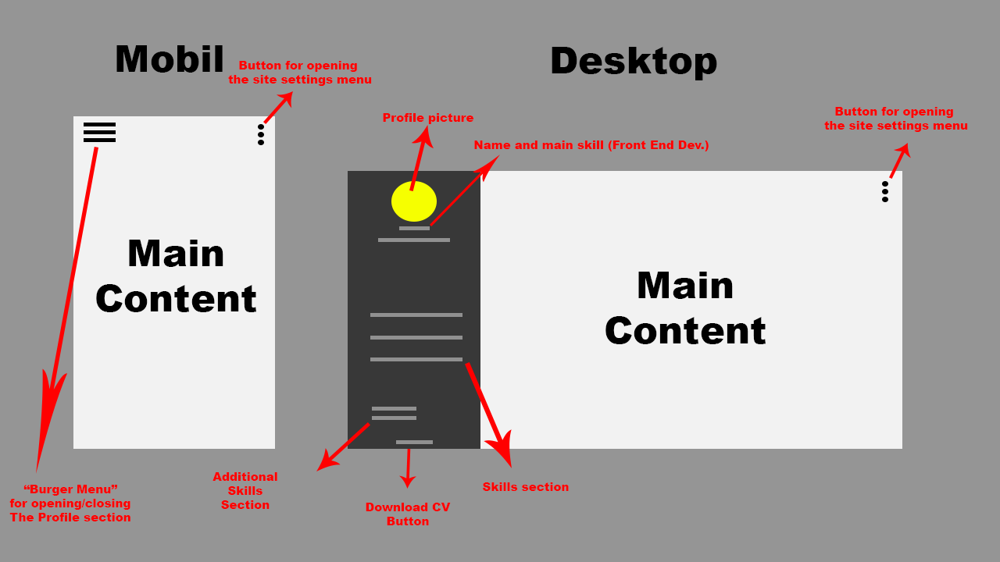 Mobil
Button for opening
the site settings menu
Main
Content
“Burger Menu”
for opening/closing
The Profile section
Desktop
Profile picture
Name and main skill (Front End Dev.)
Button for opening
the site settings menu
Main
Content
Additional
Skills
Section
Download CV
Button
Skills section